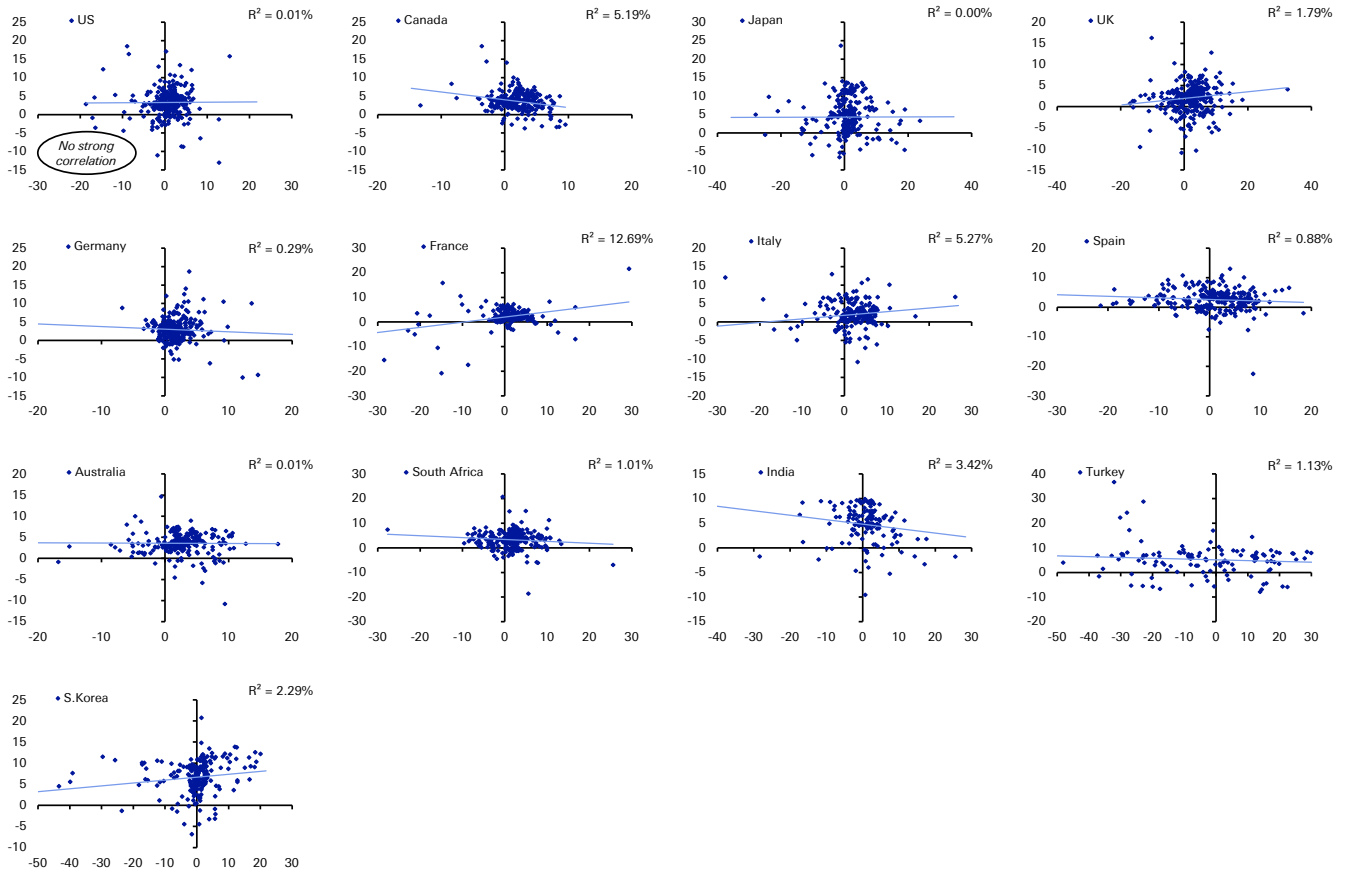 US
R² = 0.01%
25
20
15
10
5
0
-5
-10
-15
No strong
correlation
-30 -20 -10 0 10 20 30
Canada
R² = 5.19%
25
20
15
10
5
0
-5
-10
-15
-20 -10 0 10 20
Japan
R² = 0.00%
30
25
20
15
10
5
0
-5
-10
-40 -20 0 20 40
UK
R² = 1.79%
20
15
10
5
0
-5
-10
-15
-40 -20 0 20 40
Germany
R² = 0.29%
25
20
15
10
5
0
-5
-10
-15
-20 -10 0 10 20
France
R² = 12.69%
30
20
10
0
-10
-20
-30
-30 -20 -10 0 10 20 30
Italy
R² = 5.27%
20
15
10
5
0
-5
-10
-15
-20
-30 -20 -10 0 10 20 30
Spain
R² = 0.88%
20
10
0
-10
-20
-30
-30 -20 -10 0 10 20
Australia
R² = 0.01%
20
15
10
5
0
-5
-10
-15
-20 -10 0 10 20
South Africa
R² = 1.01%
30
20
10
0
-10
-20
-30
-30 -20 -10 0 10 20 30
India
R² = 3.42%
15
10
5
0
-5
-10
-15
-40 -30 -20 -10 0 10 20 30
Turkey
R² = 1.13%
40
30
20
10
0
-10
-20
-50 -40 -30 -20 -10 0 10 20 30
S.Korea
R² = 2.29%
25
20
15
10
5
0
-5
-10
-50 -40 -30 -20 -10 0 10 20 30